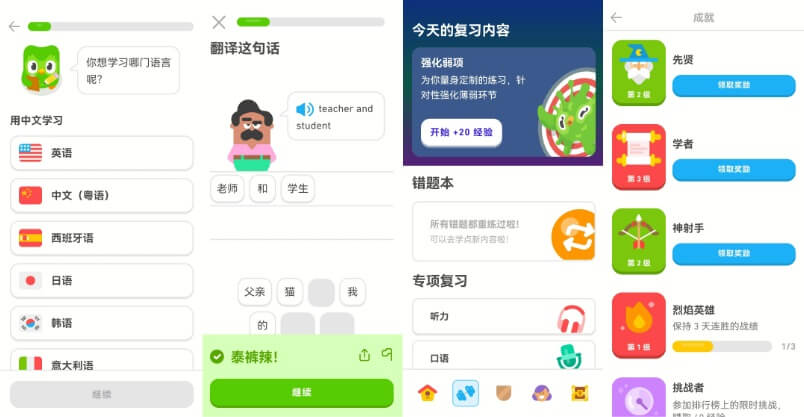 你想学习哪门语言
呢?
用中文学习
英语
中文（粤语）
西班牙语
日语
韩语
意大利语
继续
翻译这句话
teacher and
student
老师 和 学生
父亲 猫 我
的
泰裤辣！
继续
今天的复习内容
强化弱项
为你量身定制的练习，针
对性强化薄弱环节
开始 +20 经验
错题本
所有错题都重练过啦！
可以去学点新内容啦！
专项复习
听力
口语
成就
先贤
领取奖励
第 2 级
学者
领取奖励
第 3 级
神射手
领取奖励
第 2 级
烈焰英雄
保持 3 天连胜的战绩
1/3
第 1 级
挑战者
参加排行榜上的限时挑战，